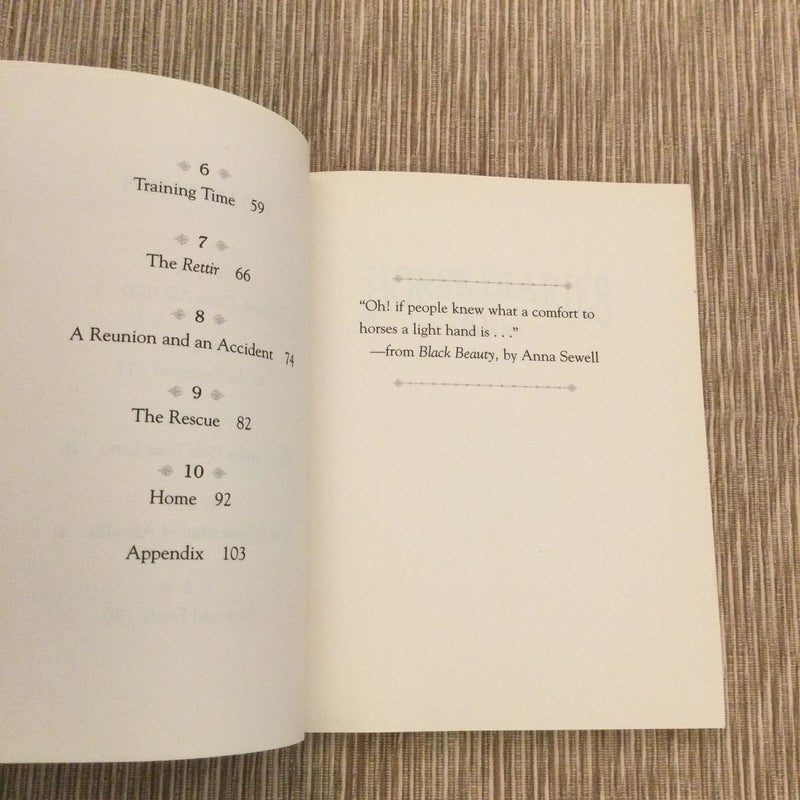 6
Training Time 59
7
The Rettir 66
8
A Reunion and an Accident 74
9
The Rescue 82
10
Home 92
Appendix 103
“Oh! if people knew what a comfort to
horses a light hand is . . .”
—from Black Beauty, by Anna Sewell